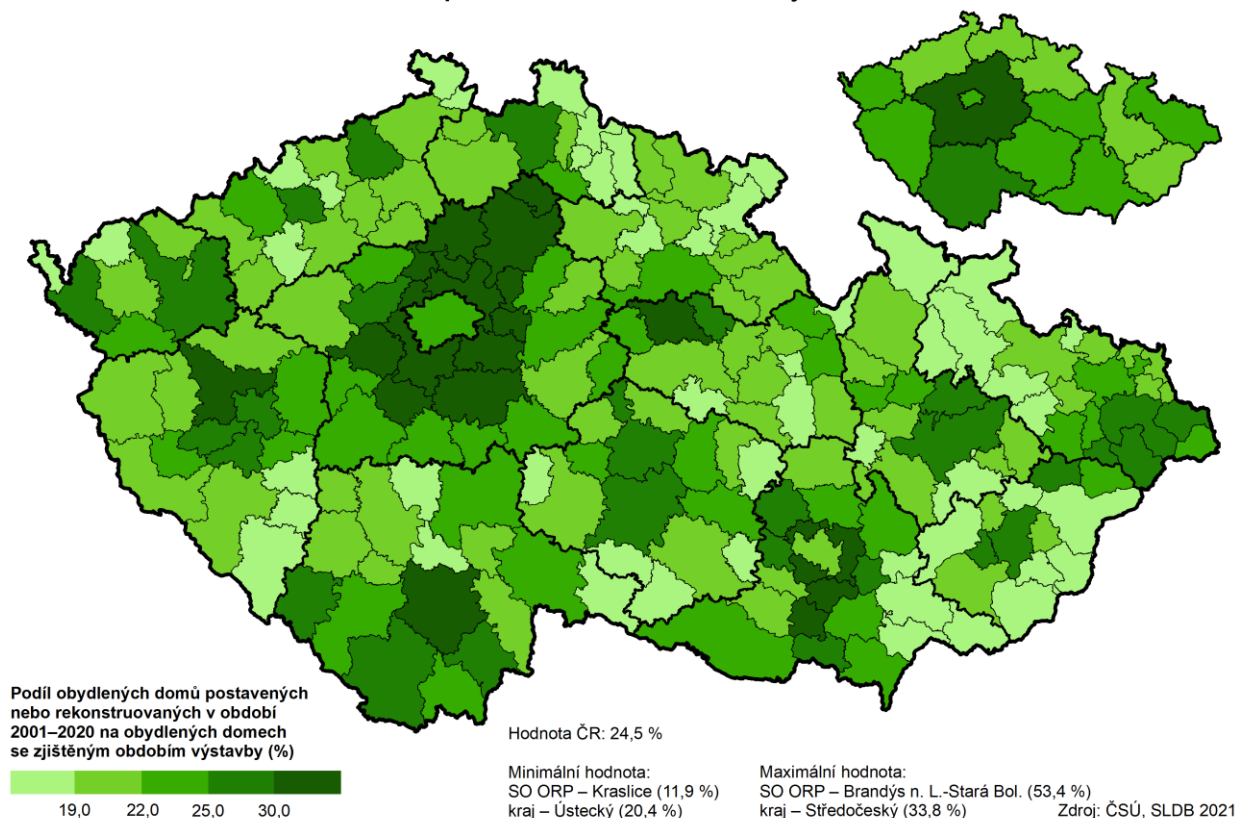 Podíl obydlených domů postavených
nebo rekonstruovaných v období
2001–2020 na obydlených domech
se zjištěným obdobím výstavby (%)
19,0 22,0 25,0 30,0
Hodnota ČR: 24,5 %
Minimální hodnota:
SO ORP – Kraslice (11,9 %)
kraj – Ústecký (20,4 %)
Maximální hodnota:
SO ORP – Brandýs n. L.-Stará Bol. (53,4 %)
kraj – Středočeský (33,8 %)
Zdroj: ČSÚ, SLDB 2021